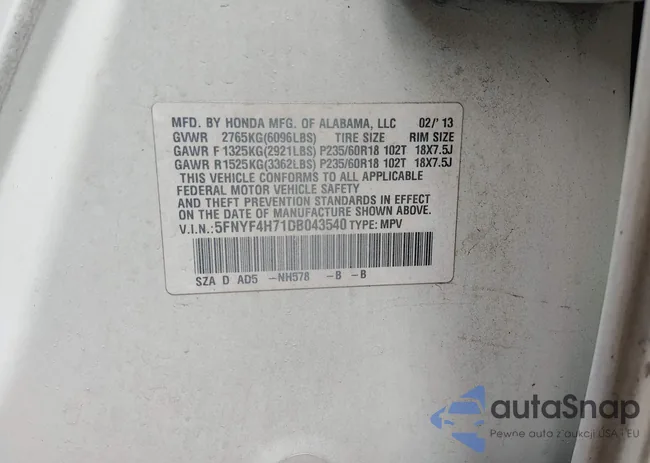 MFD. BY HONDA MFG. OF ALABAMA, LLC 02/'13
GVWR 2765KG(6096LBS) TIRE SIZE RIM SIZE
GAWR F 1325KG(2921LBS) P235/60R18 102T 18X7.5J
GAWR R 1525KG(3362LBS) P235/60R18 102T 18X7.5J
THIS VEHICLE CONFORMS TO ALL APPLICABLE
FEDERAL MOTOR VEHICLE SAFETY
AND THEFT PREVENTION STANDARDS IN EFFECT
ON THE DATE OF MANUFACTURE SHOWN ABOVE.
V.I.N.: 5FNYF4H71DB043540 TYPE: MPV
SZA D AD5 -NH578 -B -B
autaSnap
Pewne auta z aukcji USA i EU